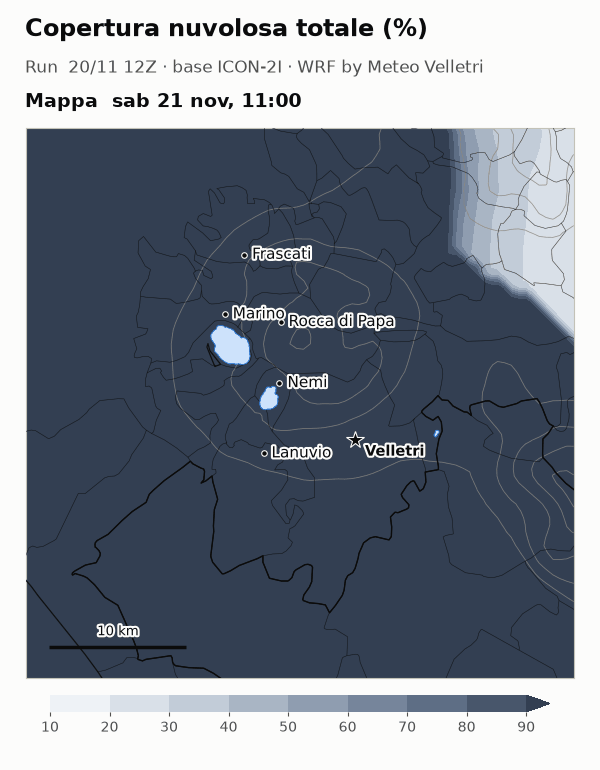 Copertura nuvolosa totale (%)
Run  20/11 12Z · base ICON-2I · WRF by Meteo Velletri
Mappa  sab 21 nov, 11:00
Frascati
Marino
Rocca di Papa
Nemi
Velletri
Lanuvio
10 km
10 20 30 40 50 60 70 80 90